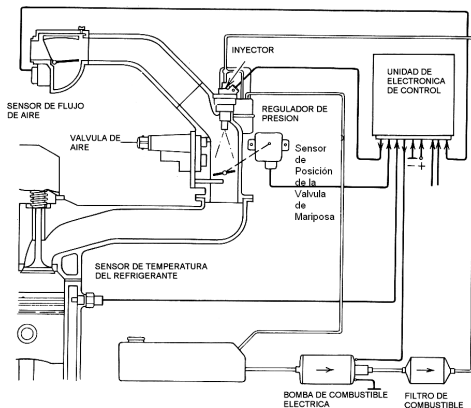 INYECTOR
UNIDAD DE
ELECTRONICA
DE CONTROL
SENSOR DE FLUJO
DE AIRE
REGULADOR DE
PRESION
VALVULA DE
AIRE
Sensor
de
Posición
de la
Valvula
de
Mariposa
- +
SENSOR DE TEMPERATURA
DEL REFRIGERANTE
BOMBA DE COMBUSTIBLE
ELECTRICA
FILTRO DE
COMBUSTIBLE